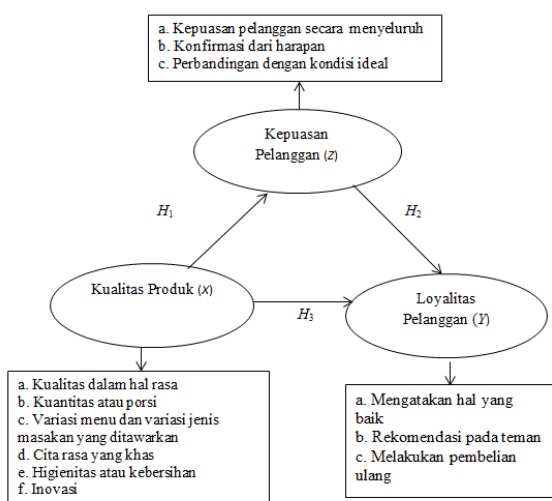 a. Kepuasan pelanggan secara menyeluruh
b. Konfirmasi dari harapan
c. Perbandingan dengan kondisi ideal
Kepuasan
Pelanggan (Z)
H1
H2
Kualitas Produk (X)
H3
Loyalitas
Pelanggan (Y)
a. Kualitas dalam hal rasa
b. Kuantitas atau porsi
c. Variasi menu dan variasi jenis
masakan yang ditawarkan
d. Cita rasa yang khas
e. Higienitas atau kebersihan
f. Inovasi
a. Mengatakan hal yang
baik
b. Rekomendasi pada teman
c. Melakukan pembelian
ulang